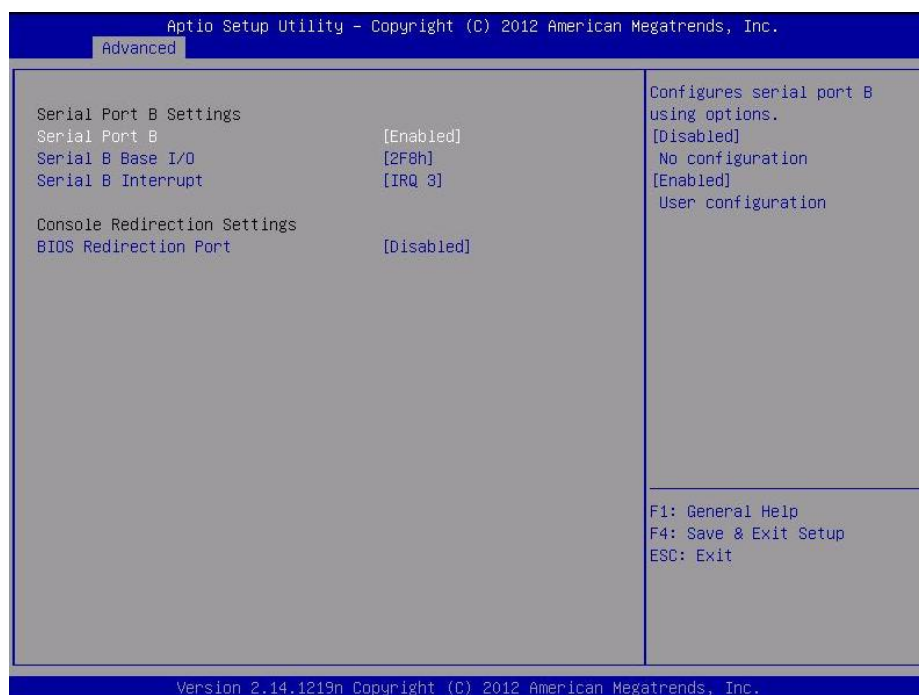 Aptio Setup Utility – Copyright (C) 2012 American Megatrends, Inc.
Advanced
Serial Port B Settings
Serial Port B [Enabled]
Serial B Base I/O [2F8h]
Serial B Interrupt [IRQ 3]
Console Redirection Settings
BIOS Redirection Port [Disabled]
Configures serial port B
using options.
[Disabled]
No configuration
[Enabled]
User configuration
F1: General Help
F4: Save & Exit Setup
ESC: Exit
Version 2.14.1219n Copyright (C) 2012 American Megatrends, Inc.